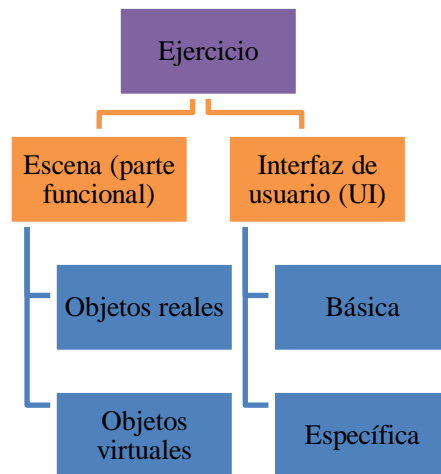 Ejercicio
Escena (parte
funcional)
Interfaz de
usuario (UI)
Objetos reales
Básica
Objetos
virtuales
Específica